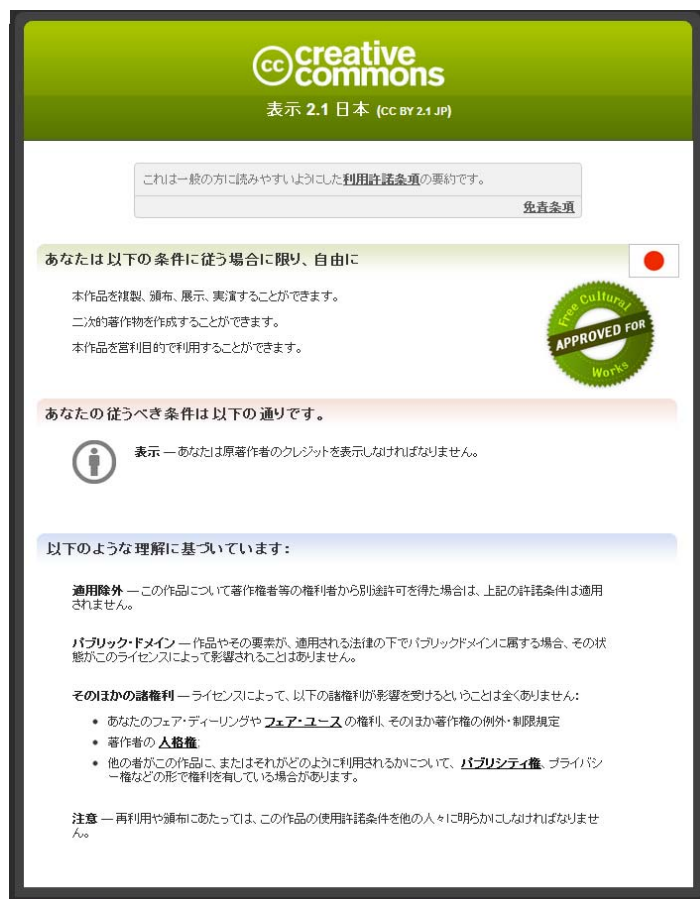 cc creative commons
表示 2.1 日本 (CC BY 2.1 JP)
これは一般の方に読みやすいようにした利用許諾条項の要約です。
免責条項
あなたは以下の条件に従う場合に限り、自由に
本作品を複製、頒布、展示、実演することができます。
二次的著作物を作成することができます。
本作品を営利目的で利用することができます。
Free Cultural
APPROVED FOR
Works
あなたの従うべき条件は以下の通りです。
表示 — あなたは原著作者のクレジットを表示しなければなりません。
以下のような理解に基づいています:
適用除外 — この作品について著作権者等の権利者から別途許可を得た場合は、上記の許諾条件は適用
されません。
パブリック・ドメイン — 作品やその要素が、適用される法律の下でパブリックドメインに属する場合、その状
態がこのライセンスによって影響されることはありません。
そのほかの諸権利 — ライセンスによって、以下の諸権利が影響を受けるということは全くありません:
• あなたのフェア・ディーリングや フェア・ユース の権利、そのほか著作権の例外・制限規定
• 著作者の 人格権;
• 他の者がこの作品に、またはそれがどのように利用されるかについて、パブリシティ権、プライバシ
ー権などの形で権利を有している場合があります。
注意 — 再利用や頒布にあたっては、この作品の使用許諾条件を他の人々に明らかにしなければなりませ
ん。